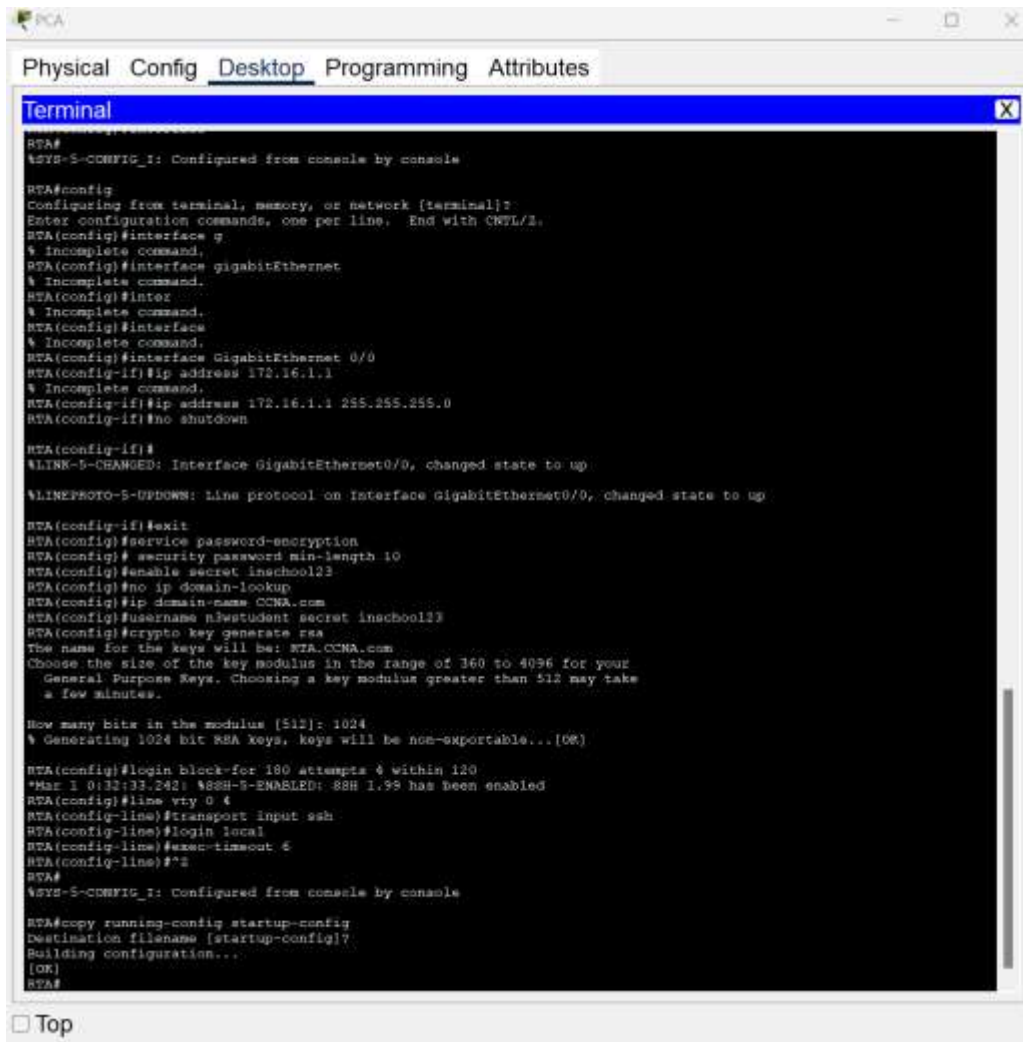 PCA
Physical Config Desktop Programming Attributes
Terminal
X
RTA#
%SYS-5-CONFIG_I: Configured from console by console
RTA#config
Configuring from terminal, memory, or network [terminal]?
Enter configuration commands, one per line. End with CNTL/Z.
RTA(config)#interface g
% Incomplete command.
RTA(config)#interface gigabitEthernet
% Incomplete command.
RTA(config)#inter
% Incomplete command.
RTA(config)#interface
% Incomplete command.
RTA(config)#interface GigabitEthernet 0/0
RTA(config-if)#ip address 172.16.1.1
% Incomplete command.
RTA(config-if)#ip address 172.16.1.1 255.255.255.0
RTA(config-if)#no shutdown
RTA(config-if)#
%LINK-5-CHANGED: Interface GigabitEthernet0/0, changed state to up
%LINEPROTO-5-UPDOWN: Line protocol on Interface GigabitEthernet0/0, changed state to up
RTA(config-if)#exit
RTA(config)#service password-encryption
RTA(config)# security password min-length 10
RTA(config)#enable secret inschool23
RTA(config)#no ip domain-lookup
RTA(config)#ip domain-name CCNA.com
RTA(config)#username n3wstudent secret inschool23
RTA(config)#crypto key generate rsa
The name for the keys will be: RTA.CCNA.com
Choose the size of the key modulus in the range of 360 to 4096 for your
General Purpose Keys. Choosing a key modulus greater than 512 may take
a few minutes.
How many bits in the modulus [512]: 1024
% Generating 1024 bit RSA keys, keys will be non-exportable...[OK]
RTA(config)#login block-for 180 attempts 4 within 120
*Mar 1 0:32:33.242: %SSH-5-ENABLED: SSH 1.99 has been enabled
RTA(config)#line vty 0 4
RTA(config-line)#transport input ssh
RTA(config-line)#login local
RTA(config-line)#exec-timeout 6
RTA(config-line)#^Z
RTA#
%SYS-5-CONFIG_I: Configured from console by console
RTA#copy running-config startup-config
Destination filename [startup-config]?
Building configuration...
[OK]
RTA#
Top